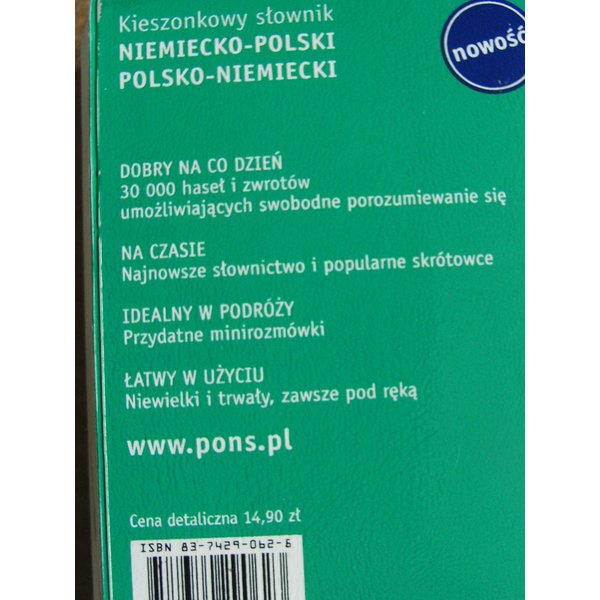 Kieszonkowy słownik
NIEMIECKO-POLSKI
POLSKO-NIEMIECKI
nowość
DOBRY NA CO DZIEŃ
30 000 haseł i zwrotów
umożliwiających swobodne porozumiewanie się
NA CZASIE
Najnowsze słownictwo i popularne skrótowce
IDEALNY W PODRÓŻY
Przydatne minirozmówki
ŁATWY W UŻYCIU
Niewielki i trwały, zawsze pod ręką
www.pons.pl
Cena detaliczna 14,90 zł
ISBN 83-7429-062-6